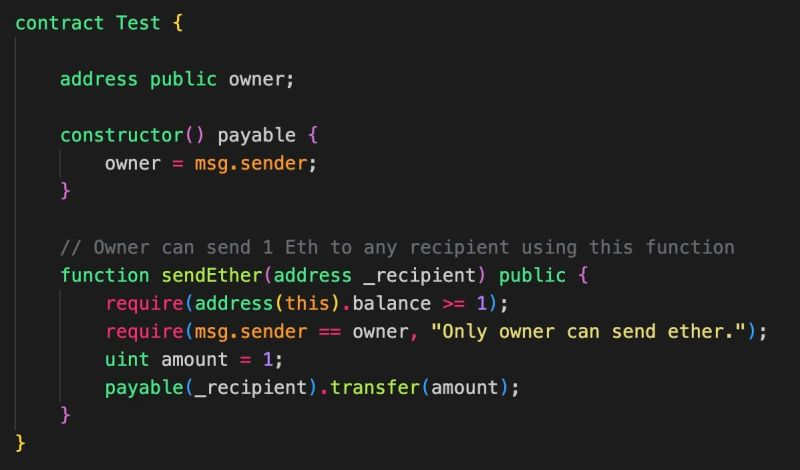 contract Test {
address public owner;
constructor() payable {
owner = msg.sender;
}
// Owner can send 1 Eth to any recipient using this function
function sendEther(address _recipient) public {
require(address(this).balance >= 1);
require(msg.sender == owner, "Only owner can send ether.");
uint amount = 1;
payable(_recipient).transfer(amount);
}
}